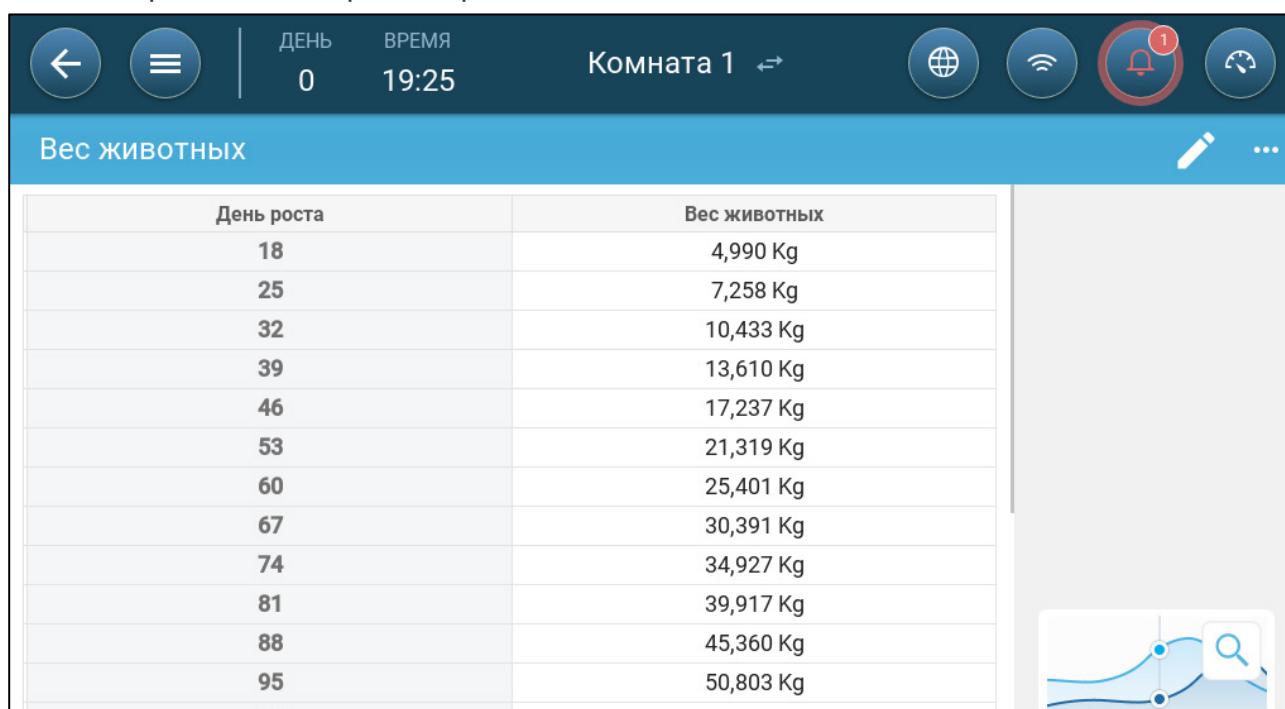 ДЕНЬ ВРЕМЯ
0 19:25 Комната 1
1
Вес животных
День роста Вес животных
18 4,990 Kg
25 7,258 Kg
32 10,433 Kg
39 13,610 Kg
46 17,237 Kg
53 21,319 Kg
60 25,401 Kg
67 30,391 Kg
74 34,927 Kg
81 39,917 Kg
88 45,360 Kg
95 50,803 Kg